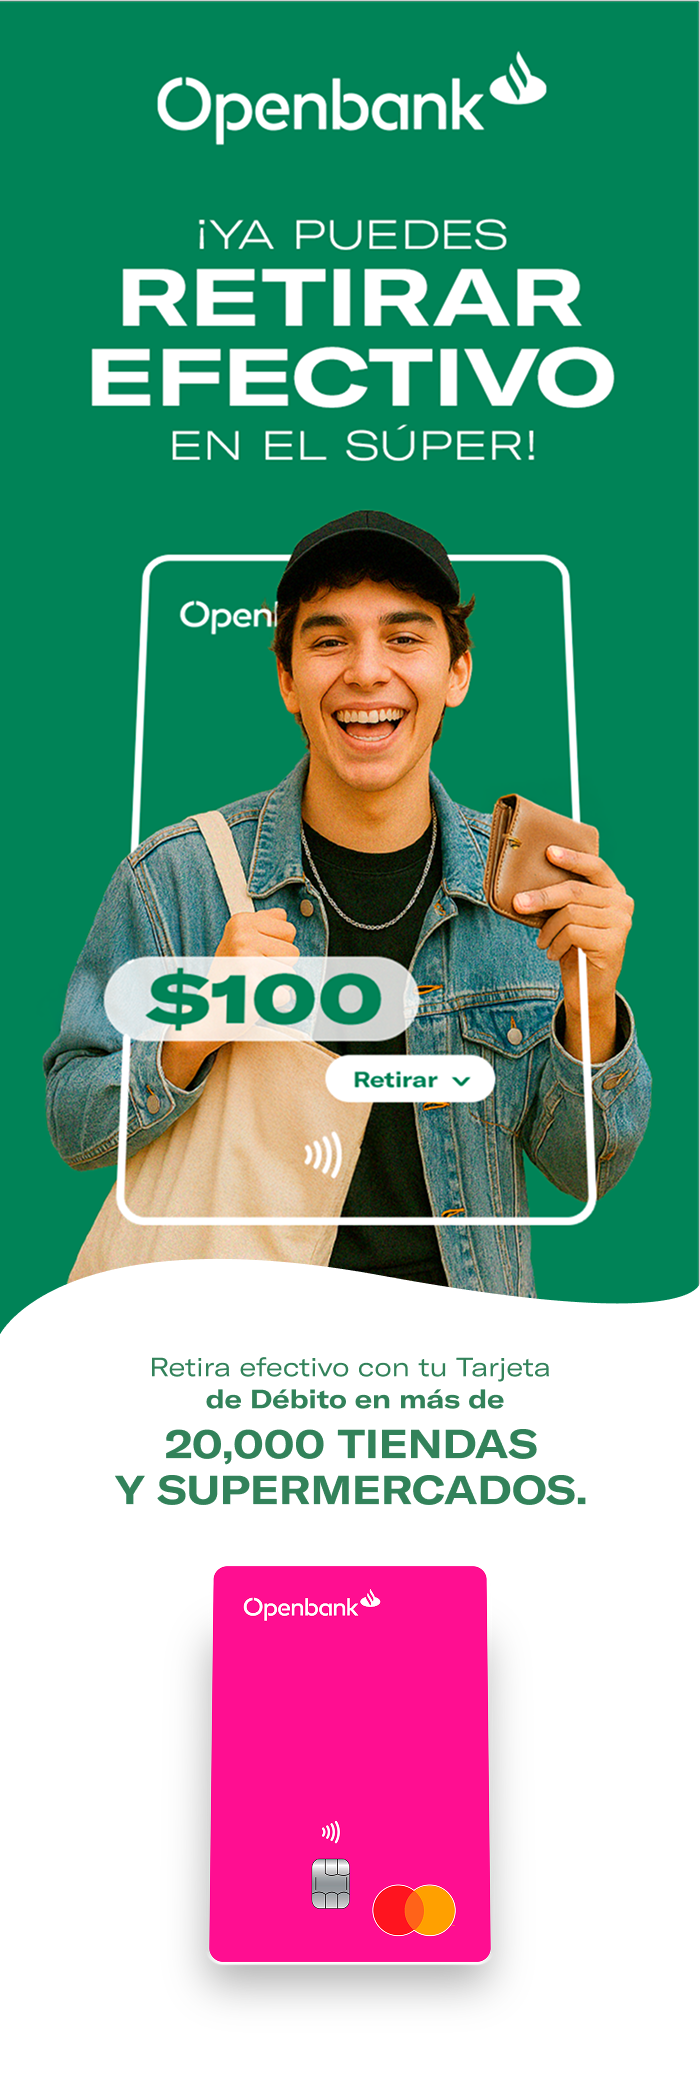 Openbank
¡YA PUEDES
RETIRAR
EFECTIVO
EN EL SÚPER!
Open
$100
Retirar
Retira efectivo con tu Tarjeta
de Débito en más de
20,000 TIENDAS
Y SUPERMERCADOS.
Openbank